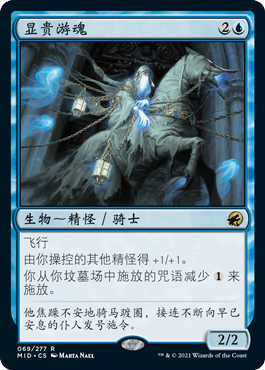 显贵游魂 2
生物～精怪／骑士
飞行
由你操控的其他精怪得 +1/+1。
你从你坟墓场中施放的咒语减少 1 来
施放。
他焦躁不安地骑马踱圈，接连不断向早已
安息的仆人发号施令。
2/2
069/277 R
MID • CS MARTA NAEL
™ & © 2021 Wizards of the Coast